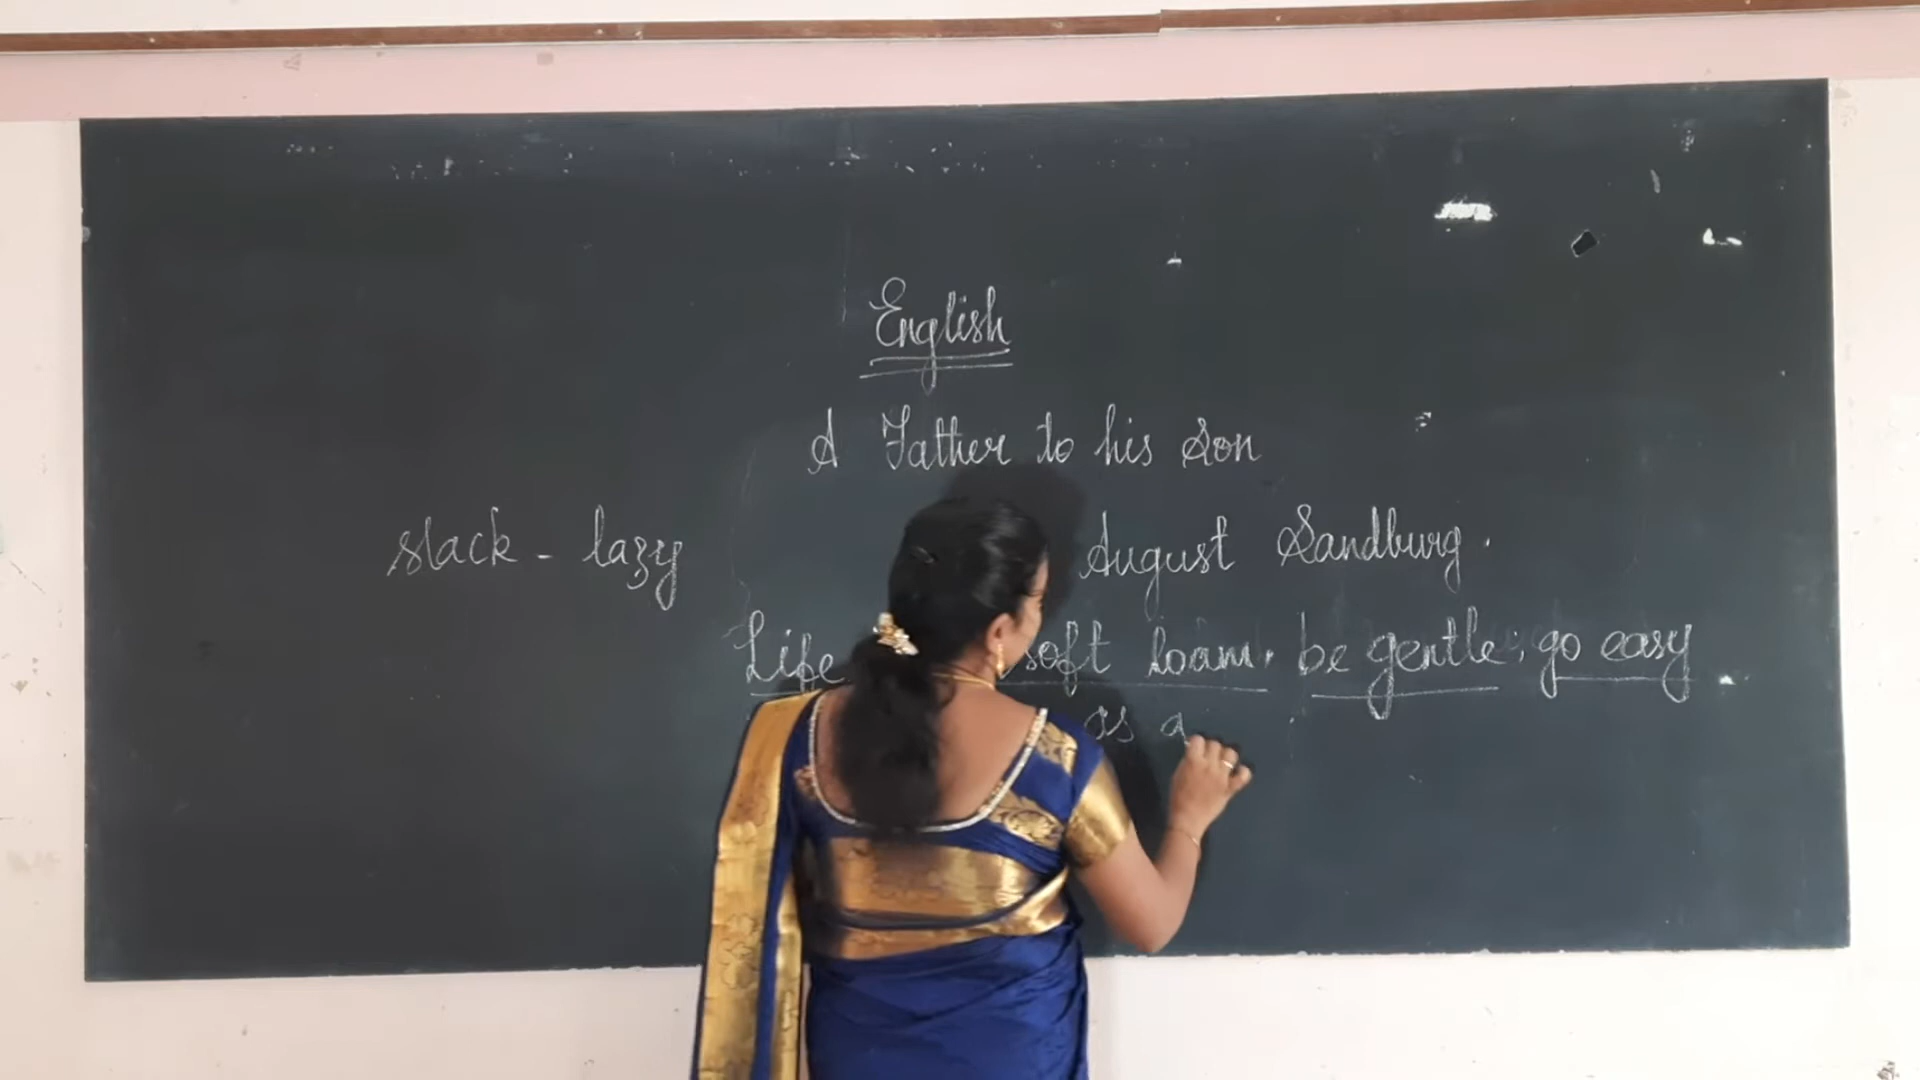 English
A Father to his Son
slack - lazy
August Sandburg.
Life soft loam. be gentle; go easy
as a